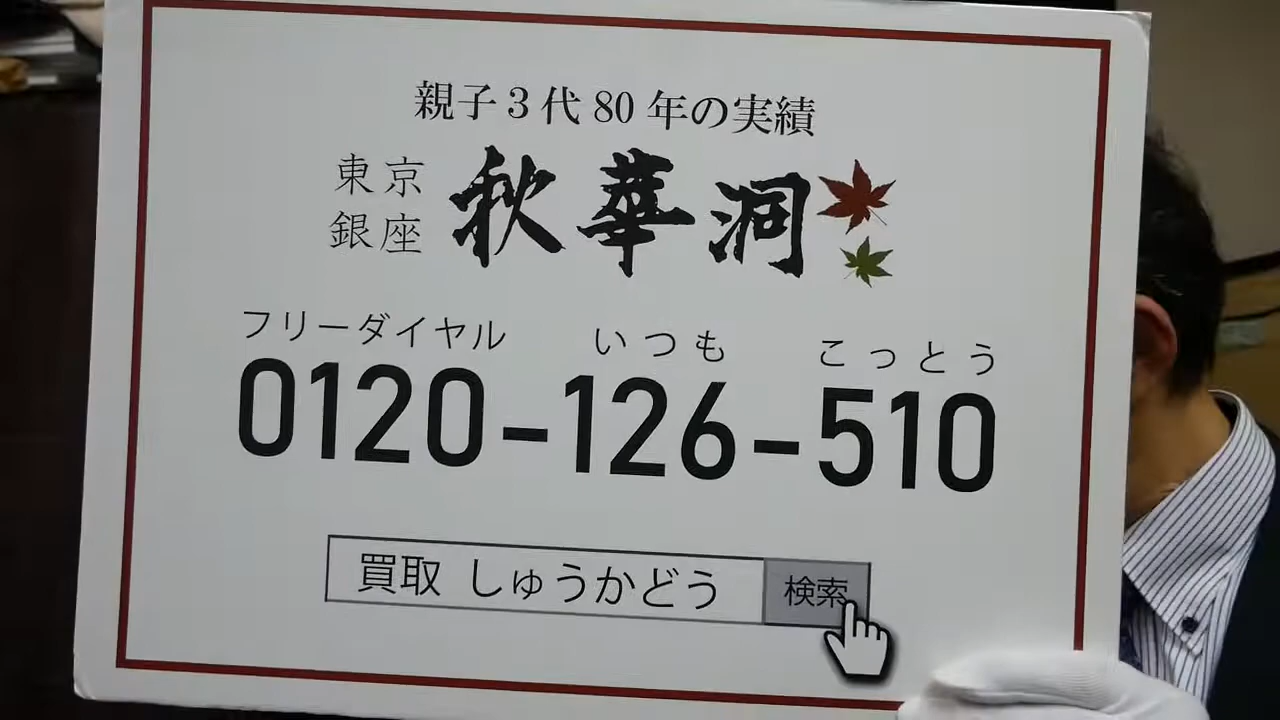 親子3代80年の実績
東京
銀座
秋華洞
フリーダイヤル いつも こっとう
0120-126-510
買取 しゅうかどう 検索